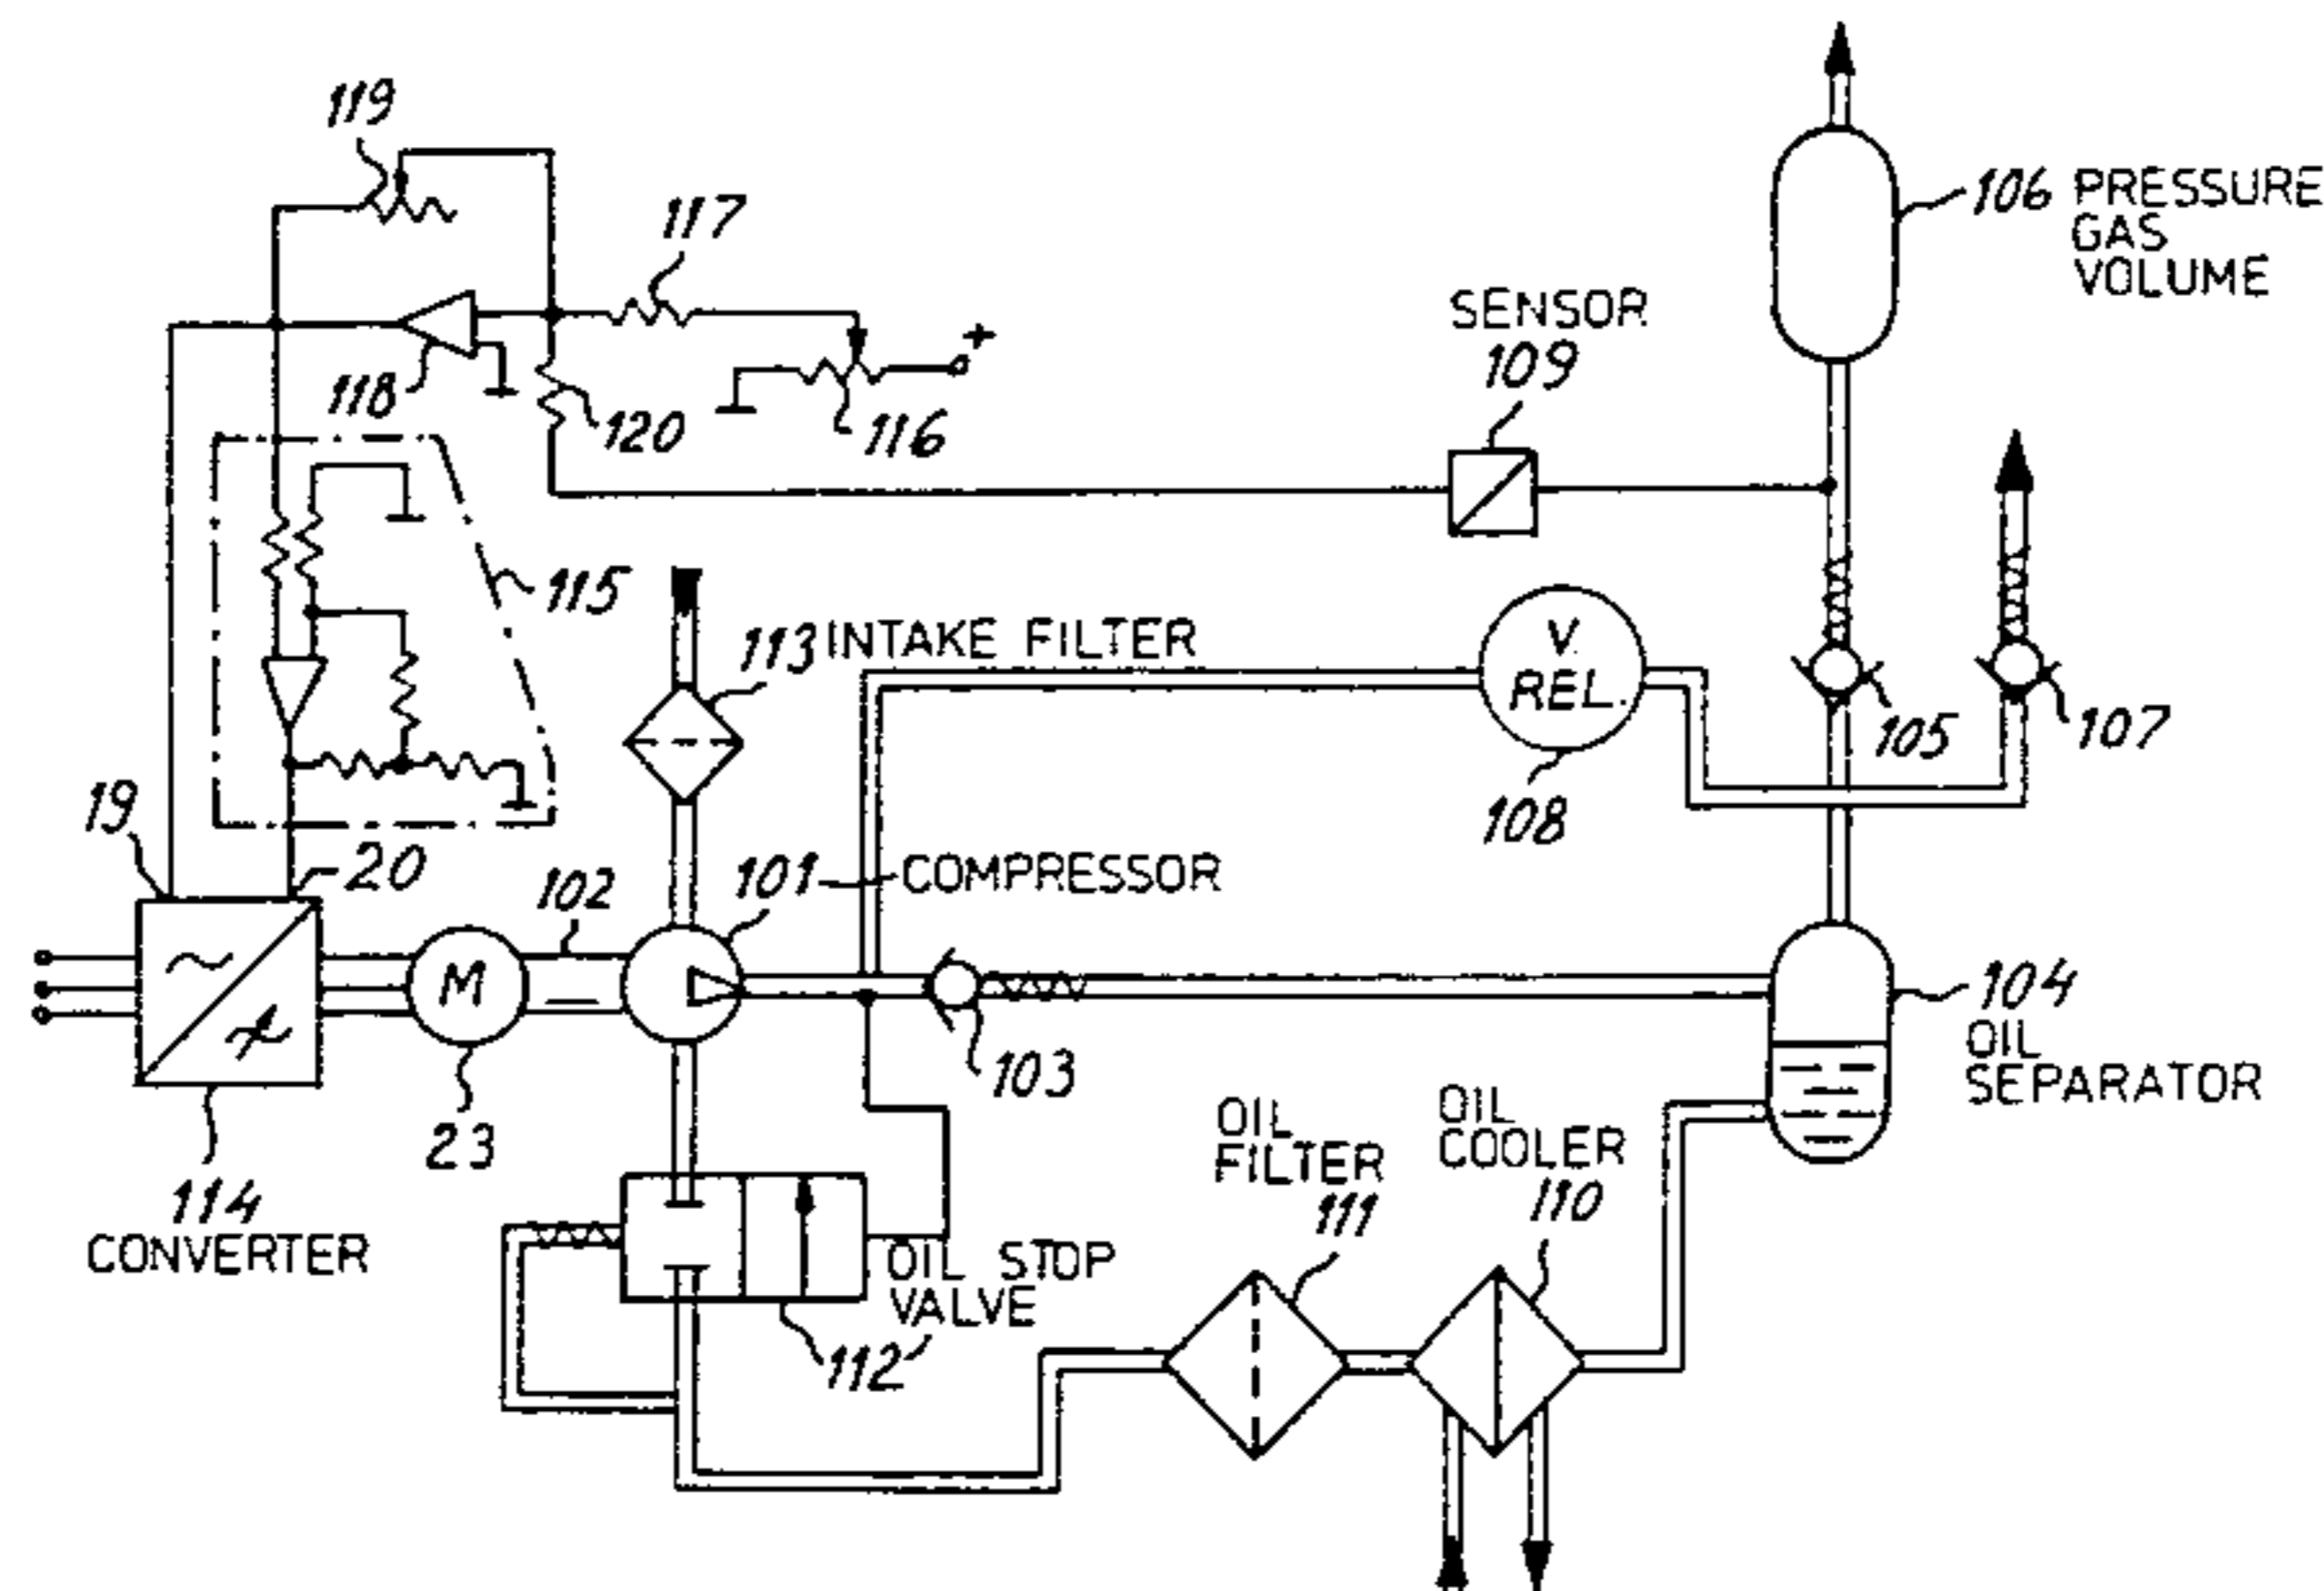 119
117
106 PRESSURE
GAS
VOLUME
SENSOR
109
+
118
120
116
115
113 INTAKE FILTER
V.
REL.
105
107
108
19
20
102
101 COMPRESSOR
M
103
104
OIL
SEPARATOR
23
OIL
FILTER
111
OIL
COOLER
110
114
CONVERTER
OIL STOP
VALVE
112